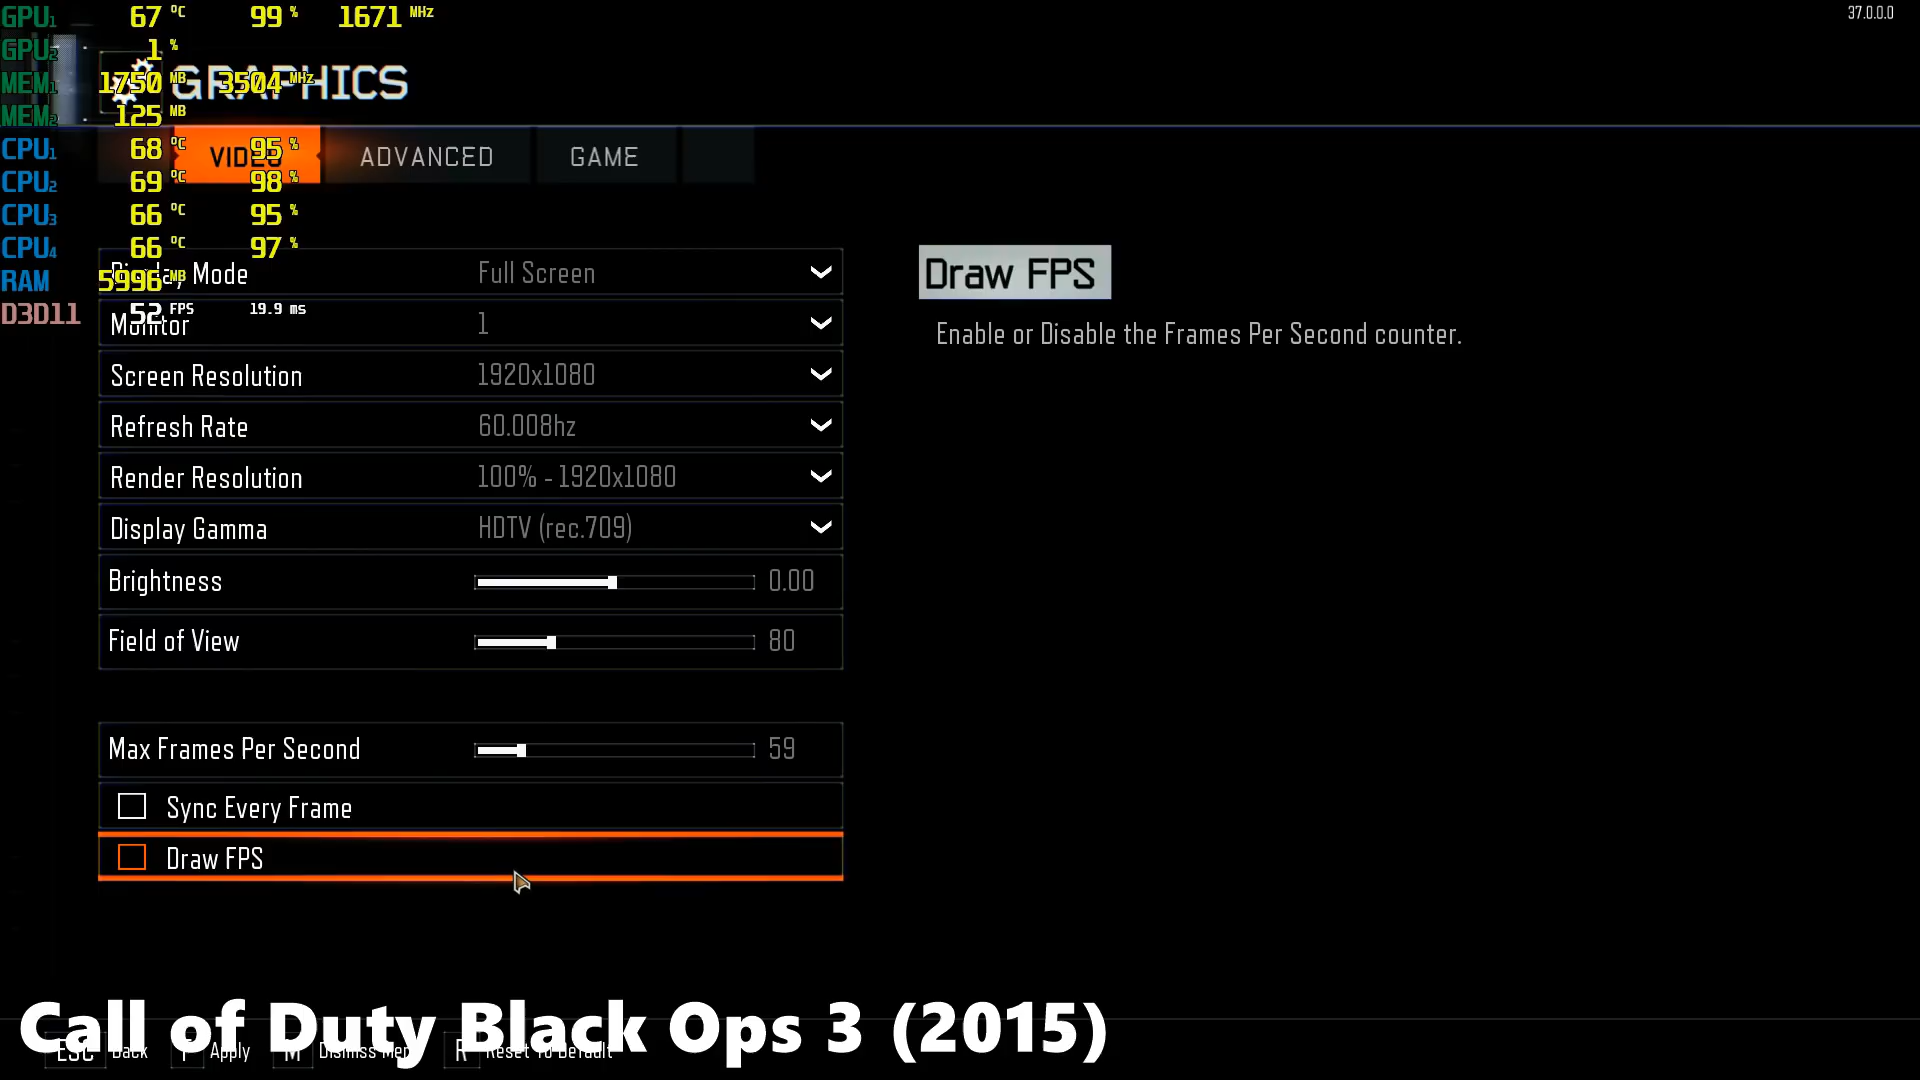 GPU1 67 °C 99 % 1671 MHz
37.0.0.0
GPU2 1 %
MEM1 1750 MB 3504 MHz
GRAPHICS
MEM2 125 MB
CPU1 68 °C 95 %
VIDEO ADVANCED GAME
CPU2 69 °C 98 %
CPU3 66 °C 95 %
CPU4 66 °C 97 %
RAM 5996 MB
Display Mode Full Screen
Draw FPS
D3D11 52 FPS 19.9 ms
Monitor 1
Enable or Disable the Frames Per Second counter.
Screen Resolution 1920x1080
Refresh Rate 60.008hz
Render Resolution 100% - 1920x1080
Display Gamma HDTV (rec.709)
Brightness 0.00
Field of View 80
Max Frames Per Second 59
Sync Every Frame
Draw FPS
Call of Duty Black Ops 3 (2015)
ESC Back F Apply M Dismiss Menu R Reset To Default